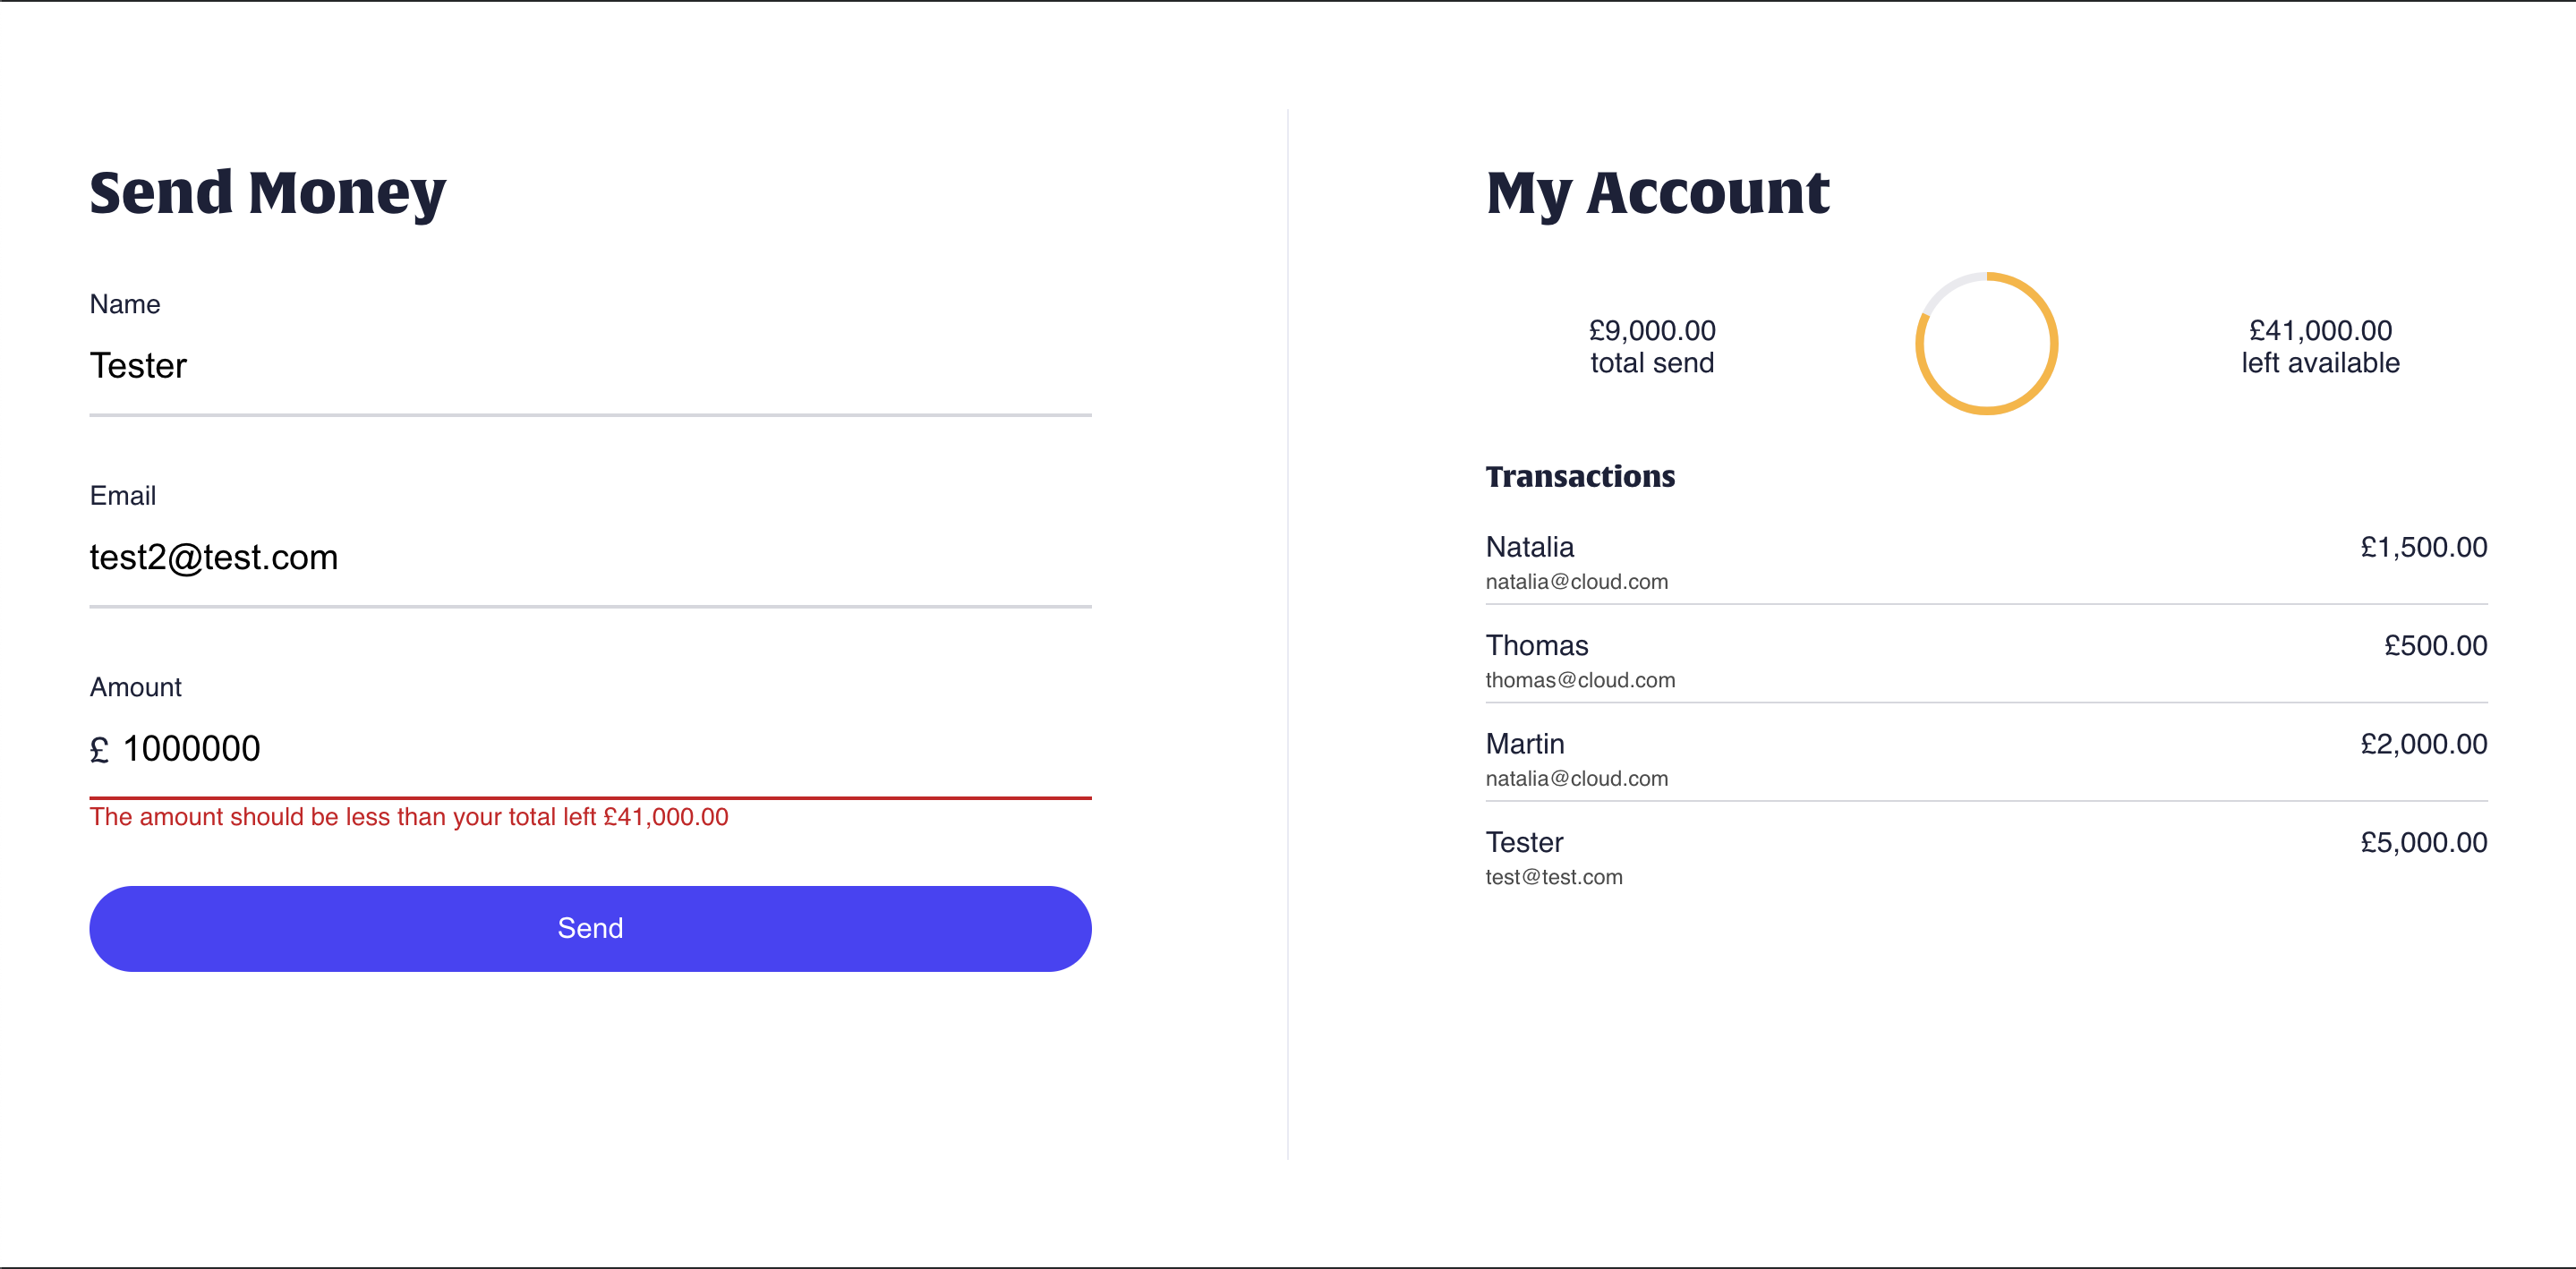 Send Money
Name
Tester
Email
test2@test.com
Amount
£ 1000000
The amount should be less than your total left £41,000.00
Send
My Account
£9,000.00
total send
£41,000.00
left available
Transactions
Natalia £1,500.00
natalia@cloud.com
Thomas £500.00
thomas@cloud.com
Martin £2,000.00
natalia@cloud.com
Tester £5,000.00
test@test.com